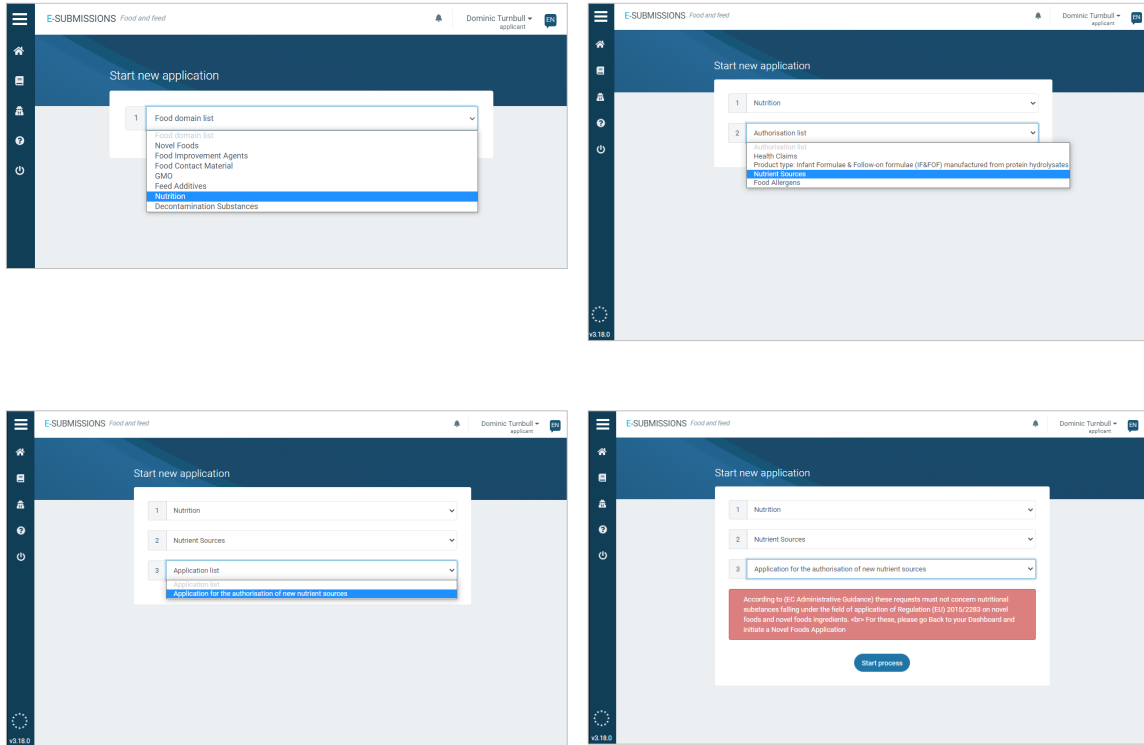 E-SUBMISSIONS Food and feed
Dominic Turnbull
applicant
EN
Start new application
1 Food domain list
Food domain list
Novel Foods
Food Improvement Agents
Food Contact Material
GMO
Feed Additives
Nutrition
Decontamination Substances
E-SUBMISSIONS Food and feed
Dominic Turnbull
applicant
EN
Start new application
1 Nutrition
2 Authorisation list
Authorisation list
Health Claims
Product type: Infant Formulae & Follow-on formulae (IF&FOF) manufactured from protein hydrolysates
Nutrient Sources
Food Allergens
v3.18.0
E-SUBMISSIONS Food and feed
Dominic Turnbull
applicant
EN
Start new application
1 Nutrition
2 Nutrient Sources
3 Application list
Application list
Application for the authorisation of new nutrient sources
v3.18.0
E-SUBMISSIONS Food and feed
Dominic Turnbull
applicant
EN
Start new application
1 Nutrition
2 Nutrient Sources
3 Application for the authorisation of new nutrient sources
According to (EC Administrative Guidance) these requests must not concern nutritional
substances falling under the field of application of Regulation (EU) 2015/2283 on novel
foods and novel foods ingredients. <br> For these, please go Back to your Dashboard and
initiate a Novel Foods Application
Start process
v3.18.0